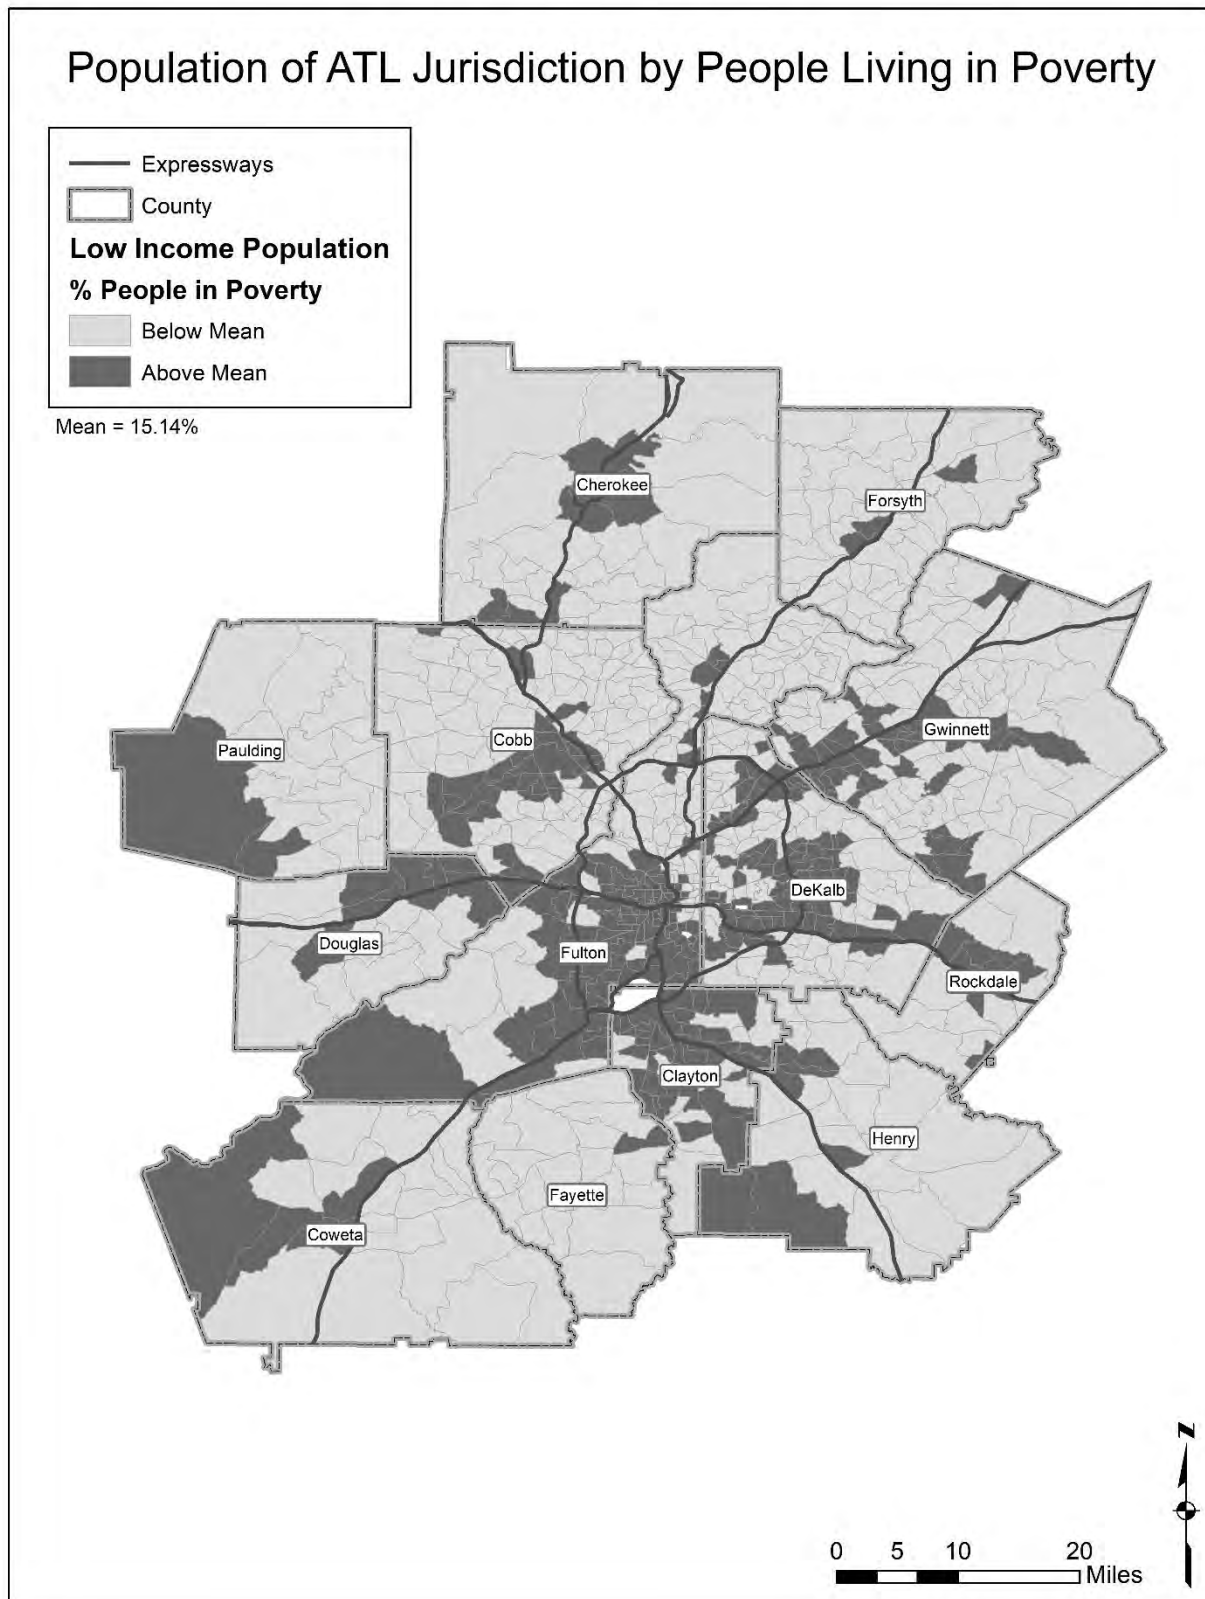 Population of ATL Jurisdiction by People Living in Poverty
Expressways
County
Low Income Population
% People in Poverty
Below Mean
Above Mean
Mean = 15.14%
Cherokee
Forsyth
Gwinnett
Cobb
Paulding
DeKalb
Douglas
Fulton
Rockdale
Clayton
Henry
Fayette
Coweta
N
0 5 10 20
Miles